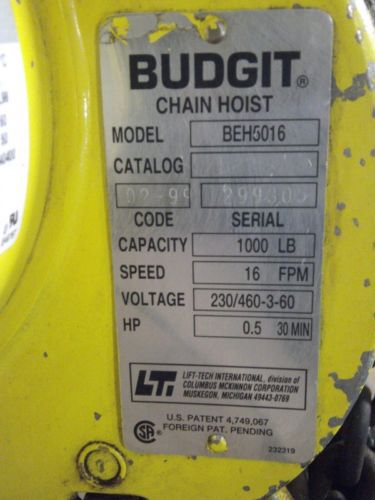 BUDGIT®
CHAIN HOIST
MODEL BEH5016
CATALOG
02-99 299305
CODE SERIAL
CAPACITY 1000 LB
SPEED 16 FPM
VOLTAGE 230/460-3-60
HP 0.5 30 MIN
LTI
LIFT-TECH INTERNATIONAL, division of
COLUMBUS MCKINNON CORPORATION
MUSKEGON, MICHIGAN 49443-0769
U.S. PATENT 4,749,067
FOREIGN PAT. PENDING
232319